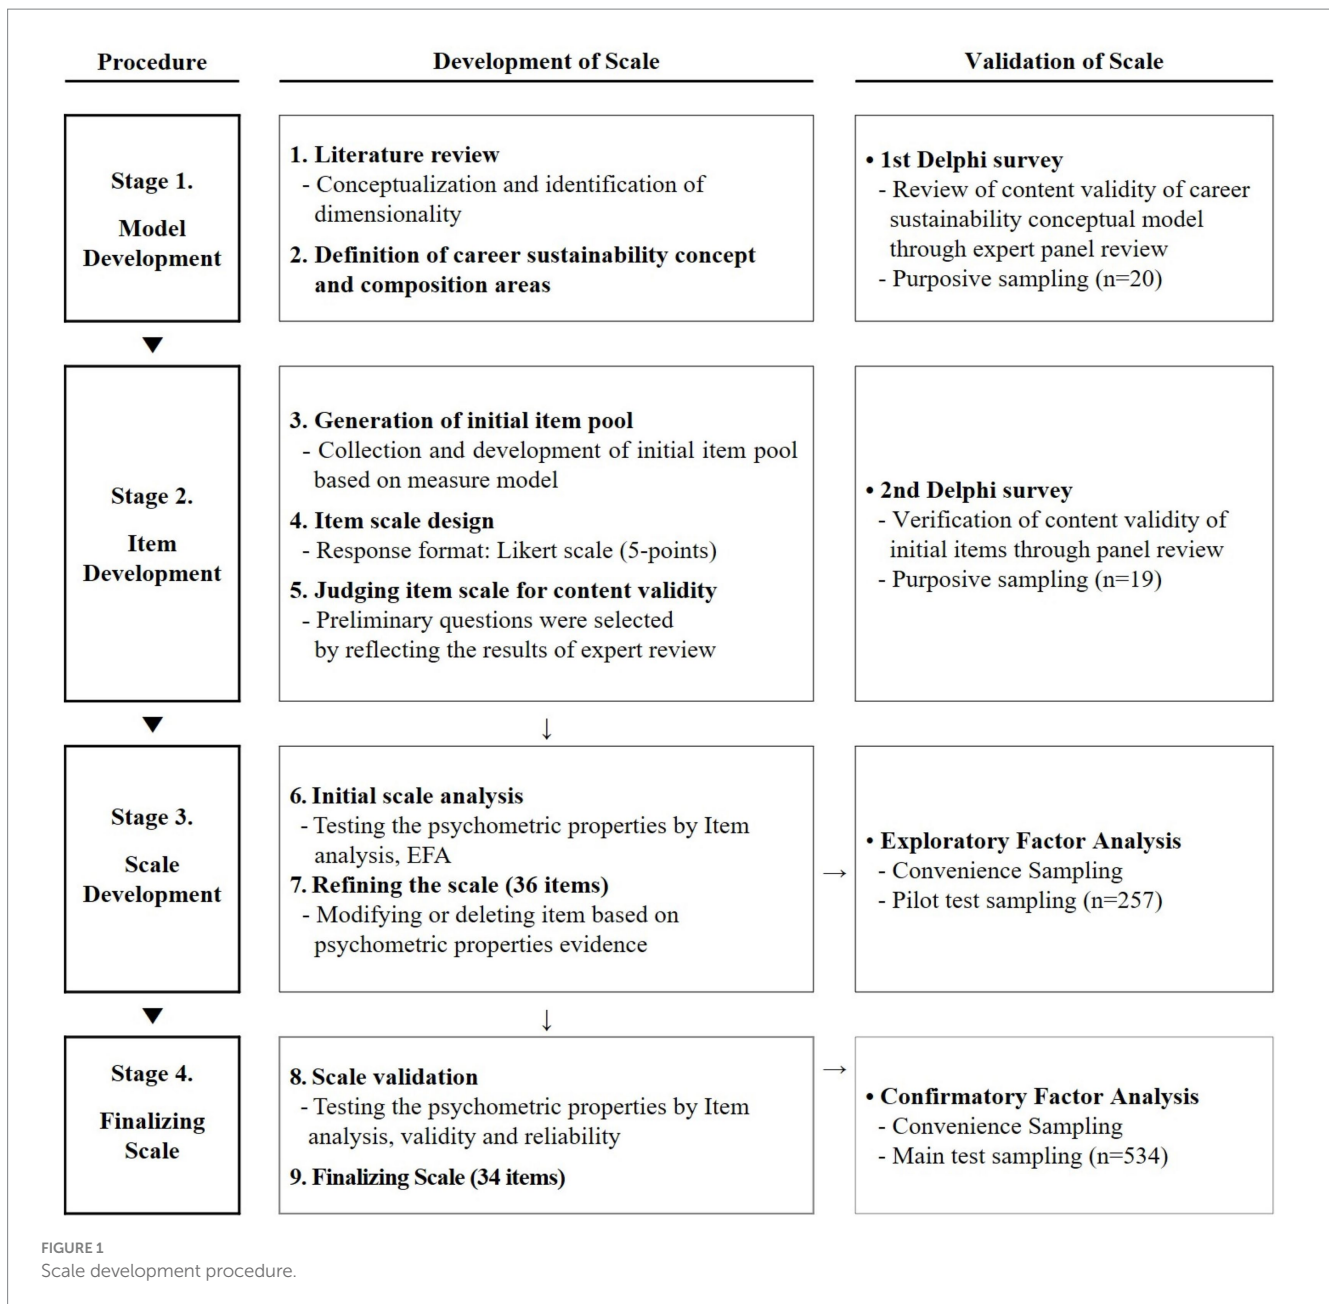 Procedure
Development of Scale
Validation of Scale
Stage 1.
Model
Development
1. Literature review
- Conceptualization and identification of
dimensionality
2. Definition of career sustainability concept
and composition areas
• 1st Delphi survey
- Review of content validity of career
sustainability conceptual model
through expert panel review
- Purposive sampling (n=20)
▼
Stage 2.
Item
Development
3. Generation of initial item pool
- Collection and development of initial item pool
based on measure model
4. Item scale design
- Response format: Likert scale (5-points)
5. Judging item scale for content validity
- Preliminary questions were selected
by reflecting the results of expert review
• 2nd Delphi survey
- Verification of content validity of
initial items through panel review
- Purposive sampling (n=19)
▼
↓
Stage 3.
Scale
Development
6. Initial scale analysis
- Testing the psychometric properties by Item
analysis, EFA
7. Refining the scale (36 items)
- Modifying or deleting item based on
psychometric properties evidence
→
• Exploratory Factor Analysis
- Convenience Sampling
- Pilot test sampling (n=257)
▼
↓
Stage 4.
Finalizing
Scale
8. Scale validation
- Testing the psychometric properties by Item
analysis, validity and reliability
9. Finalizing Scale (34 items)
→
• Confirmatory Factor Analysis
- Convenience Sampling
- Main test sampling (n=534)
FIGURE 1
Scale development procedure.